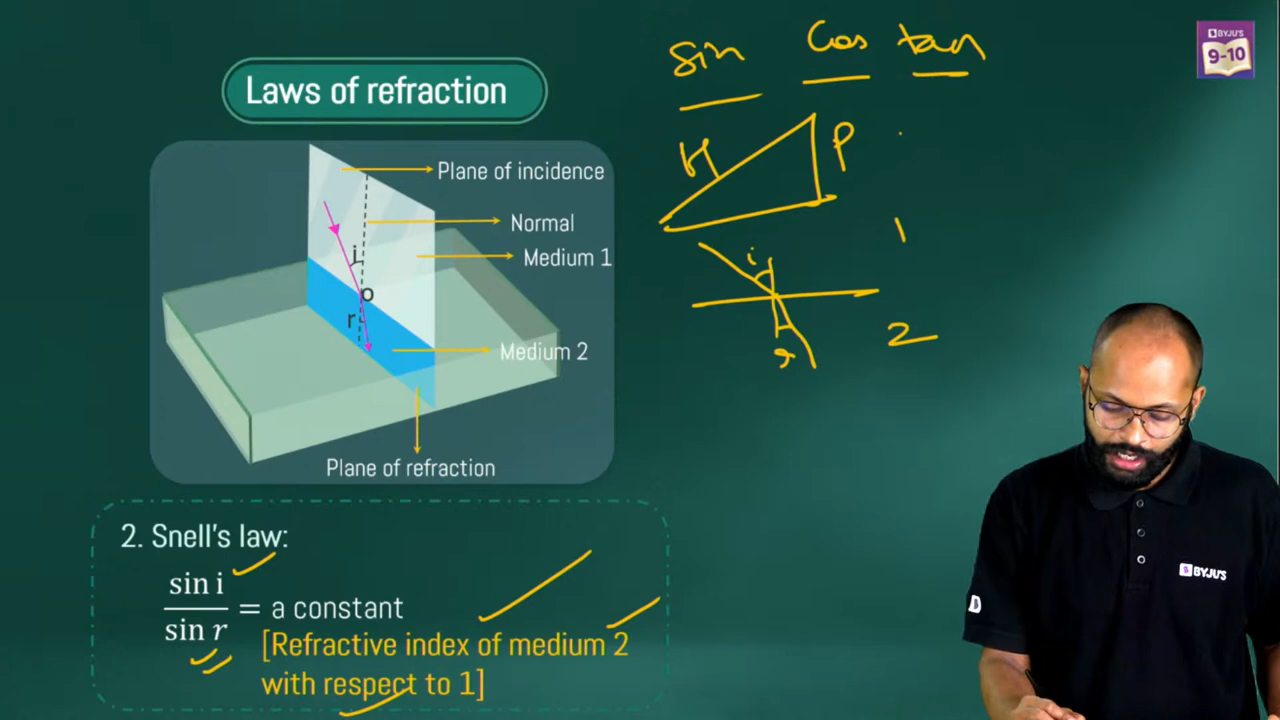 Laws of refraction
Plane of incidence
Normal
Medium 1
i
o
r
Medium 2
Plane of refraction
2. Snell's law:
sin i
sin r
= a constant
[Refractive index of medium 2
with respect to 1]
sin cos tan
H
P
1
i
2
r
BYJU'S
9-10
BYJU'S